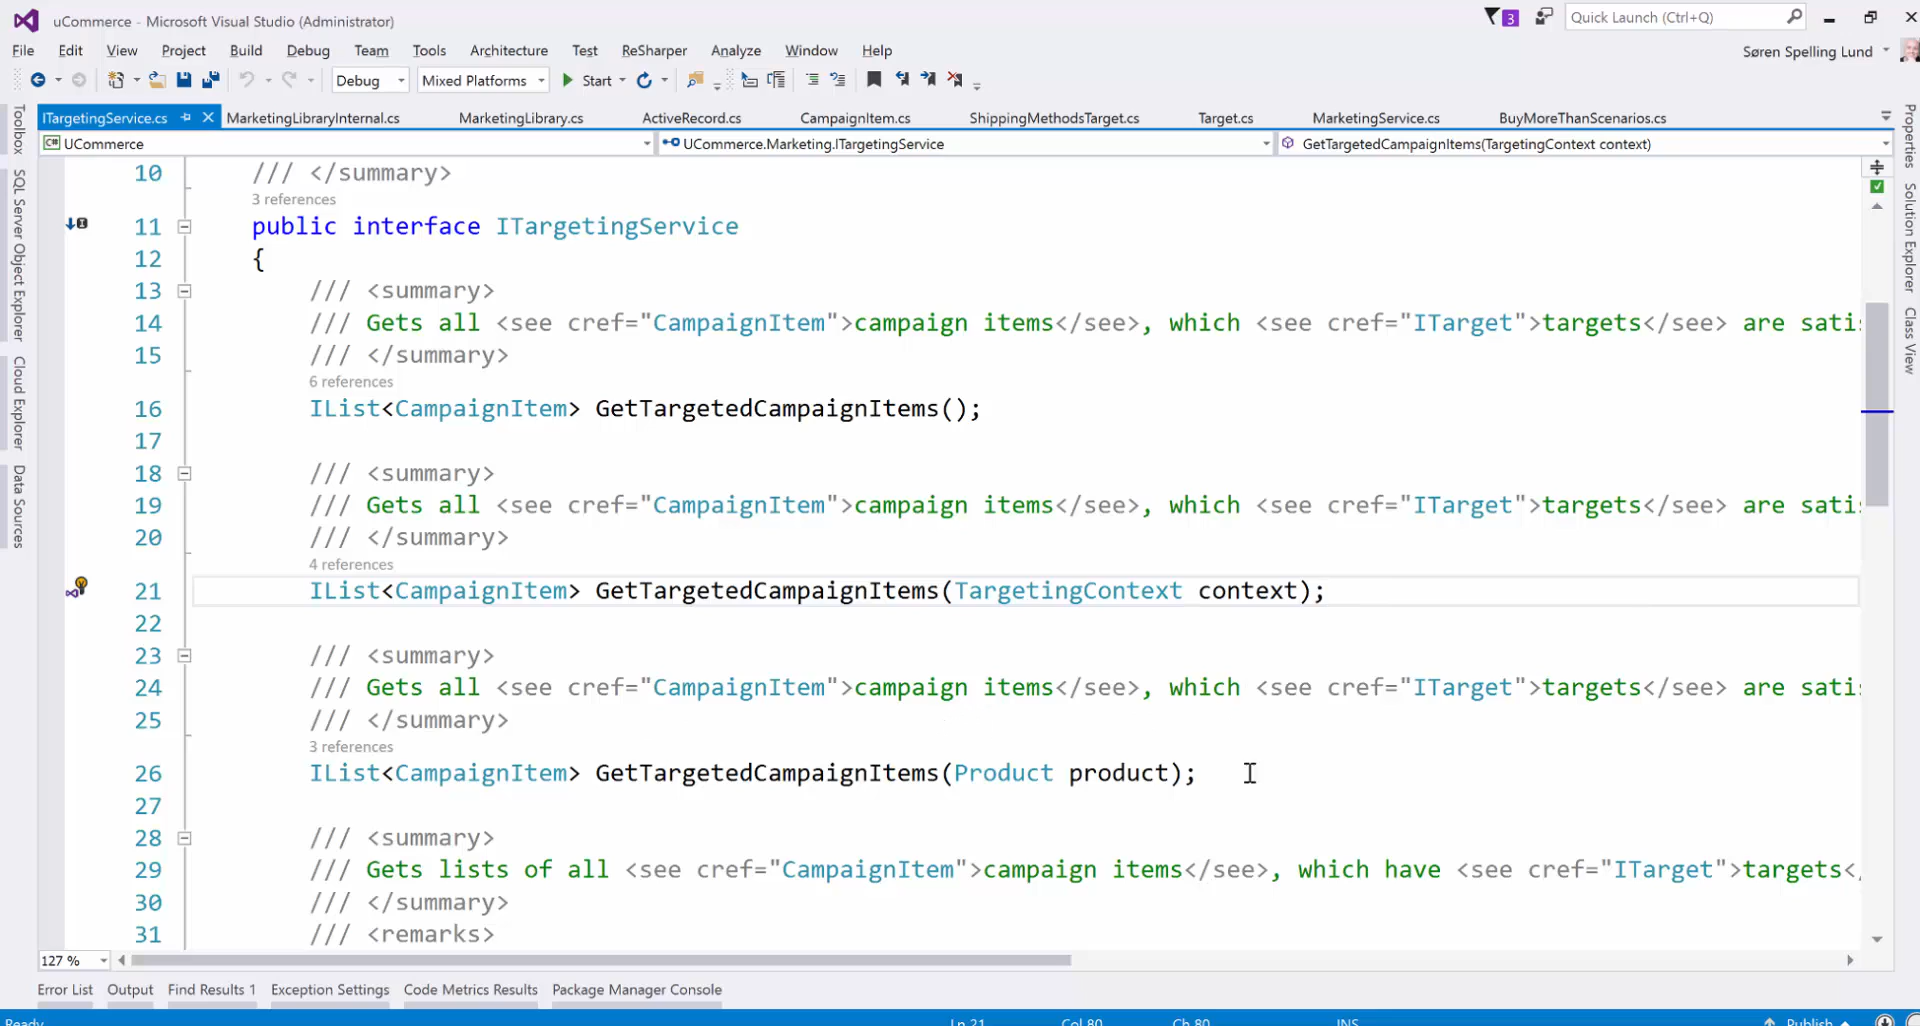 uCommerce - Microsoft Visual Studio (Administrator)
3
Quick Launch (Ctrl+Q)
File Edit View Project Build Debug Team Tools Architecture Test ReSharper Analyze Window Help
Søren Spelling Lund
Debug Mixed Platforms Start
ITargetingService.cs MarketingLibraryInternal.cs MarketingLibrary.cs ActiveRecord.cs CampaignItem.cs ShippingMethodsTarget.cs Target.cs MarketingService.cs BuyMoreThanScenarios.cs
C# UCommerce UCommerce.Marketing.ITargetingService GetTargetedCampaignItems(TargetingContext context)
Toolbox
SQL Server Object Explorer
Cloud Explorer
Data Sources
10 /// </summary>
3 references
11 public interface ITargetingService
12 {
13 /// <summary>
14 /// Gets all <see cref="CampaignItem">campaign items</see>, which <see cref="ITarget">targets</see> are sati
15 /// </summary>
6 references
16 IList<CampaignItem> GetTargetedCampaignItems();
17
18 /// <summary>
19 /// Gets all <see cref="CampaignItem">campaign items</see>, which <see cref="ITarget">targets</see> are sati
20 /// </summary>
4 references
21 IList<CampaignItem> GetTargetedCampaignItems(TargetingContext context);
22
23 /// <summary>
24 /// Gets all <see cref="CampaignItem">campaign items</see>, which <see cref="ITarget">targets</see> are sati
25 /// </summary>
3 references
26 IList<CampaignItem> GetTargetedCampaignItems(Product product);
27
28 /// <summary>
29 /// Gets lists of all <see cref="CampaignItem">campaign items</see>, which have <see cref="ITarget">targets</
30 /// </summary>
31 /// <remarks>
Properties
Solution Explorer
Class View
127 %
Error List Output Find Results 1 Exception Settings Code Metrics Results Package Manager Console
Ready Ln 21 Col 80 Ch 80 INS Publish